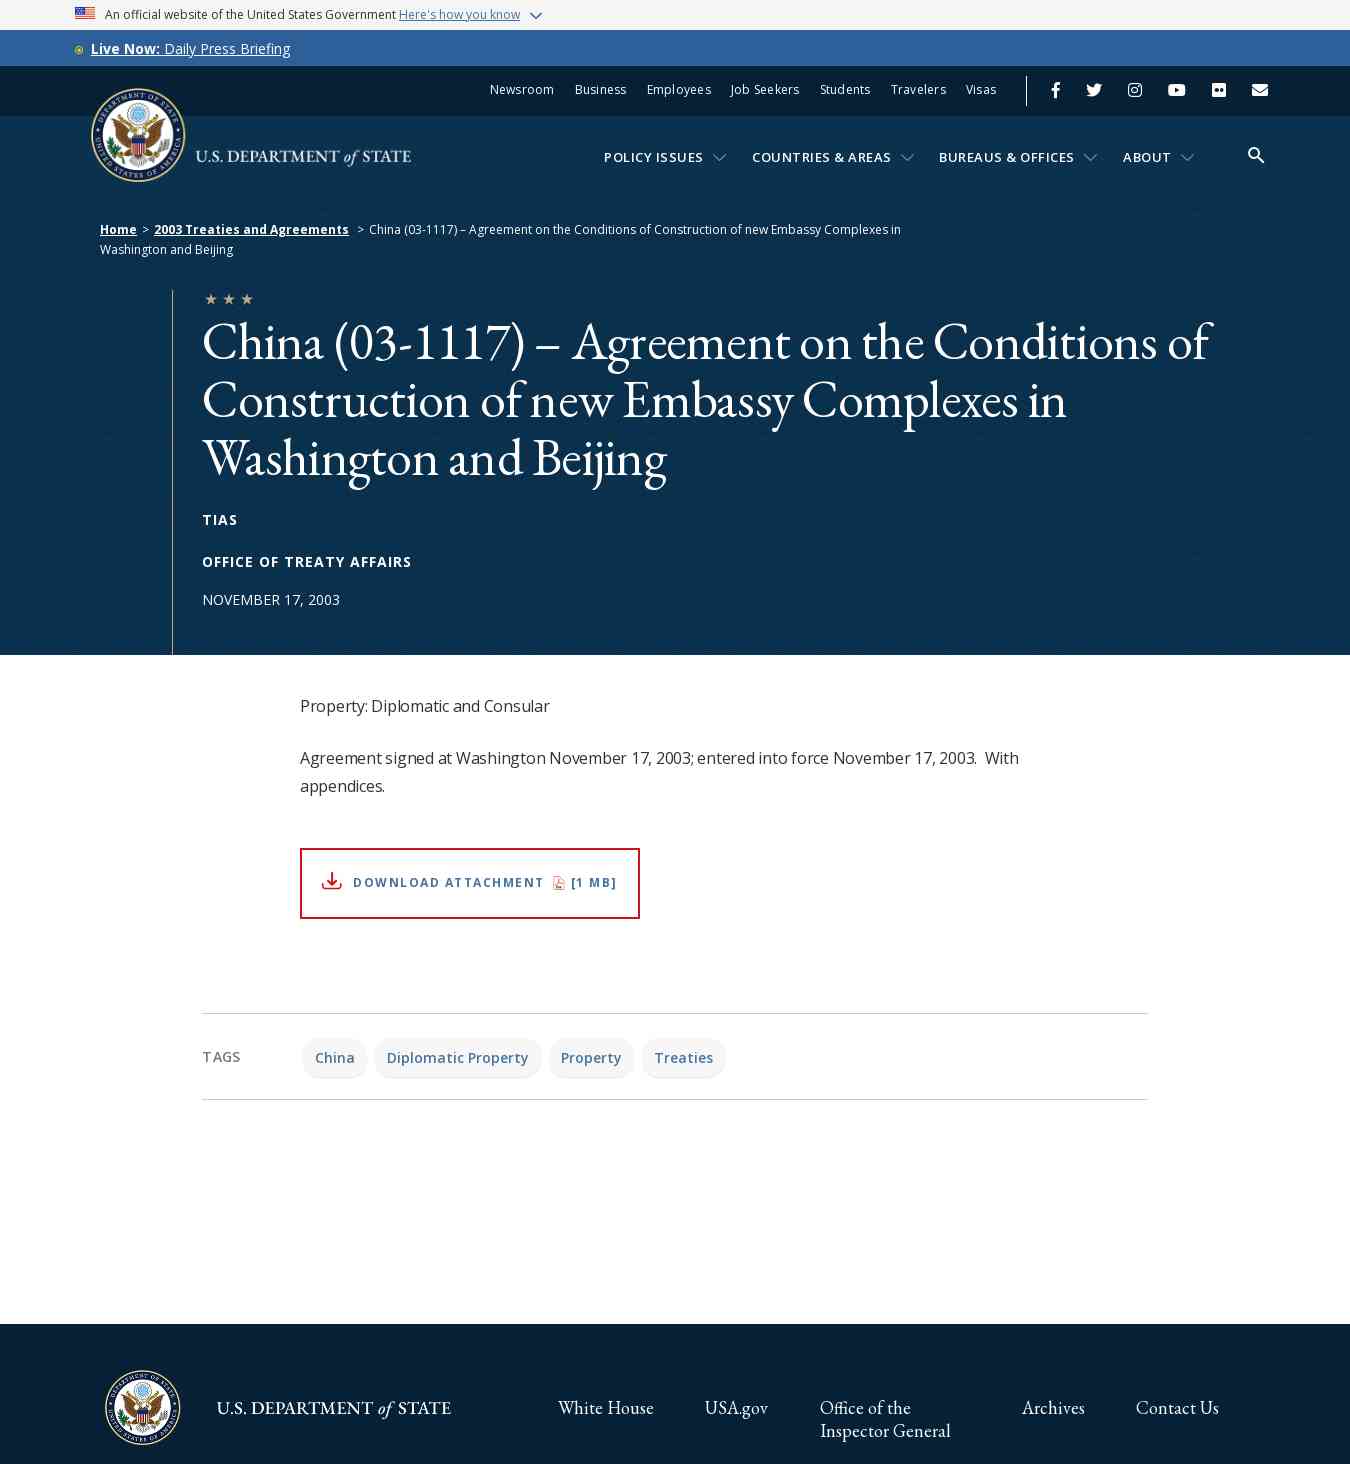 An official website of the United States Government Here's how you know
Live Now: Daily Press Briefing
Newsroom Business Employees Job Seekers Students Travelers Visas
DEPARTMENT OF STATE
UNITED STATES OF AMERICA
U.S. DEPARTMENT of STATE
POLICY ISSUES COUNTRIES & AREAS BUREAUS & OFFICES ABOUT
Home > 2003 Treaties and Agreements > China (03-1117) – Agreement on the Conditions of Construction of new Embassy Complexes in
Washington and Beijing
China (03-1117) – Agreement on the Conditions of
Construction of new Embassy Complexes in
Washington and Beijing
TIAS
OFFICE OF TREATY AFFAIRS
NOVEMBER 17, 2003
Property: Diplomatic and Consular
Agreement signed at Washington November 17, 2003; entered into force November 17, 2003.  With
appendices.
DOWNLOAD ATTACHMENT [1 MB]
TAGS China Diplomatic Property Property Treaties
DEPARTMENT OF STATE
UNITED STATES OF AMERICA
U.S. DEPARTMENT of STATE
White House USA.gov Office of the Archives Contact Us
Inspector General